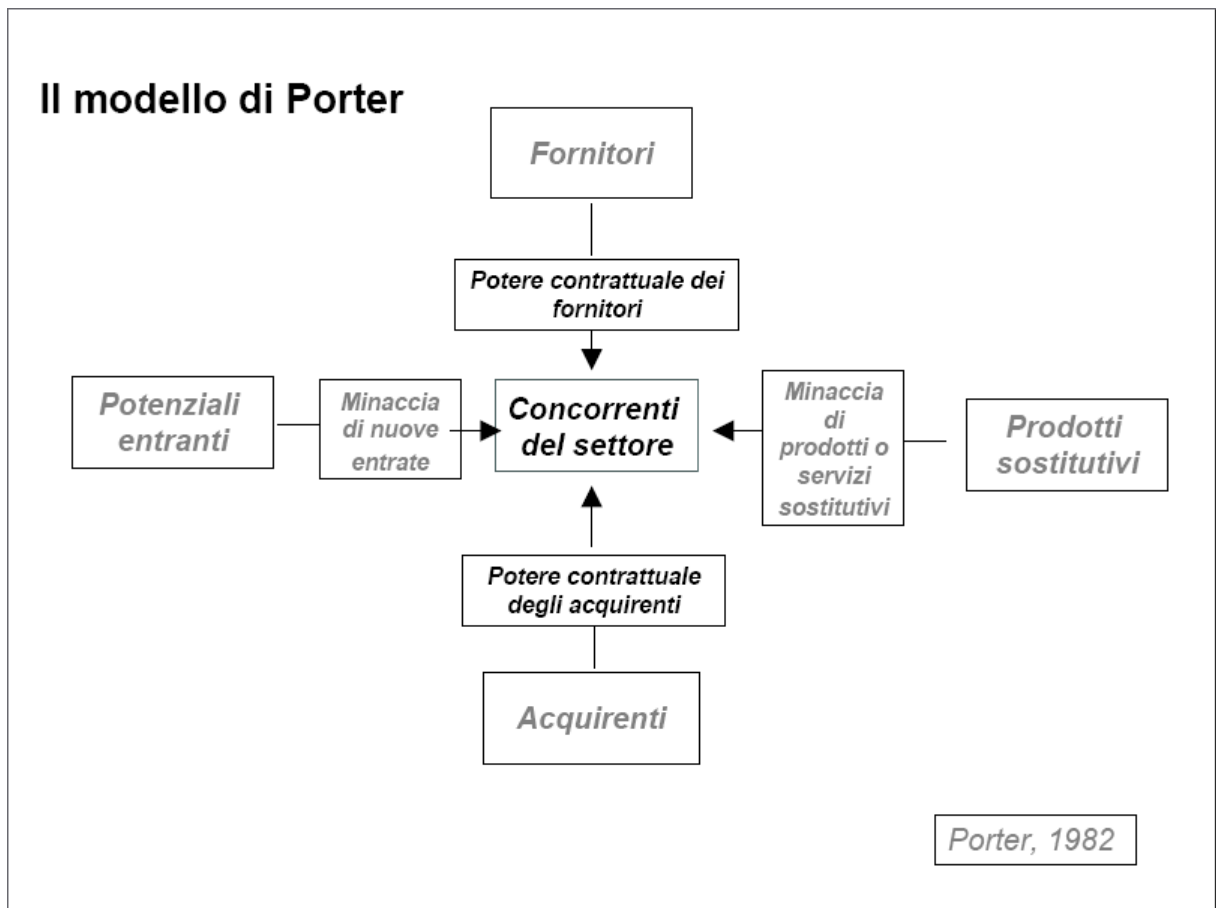 Il modello di Porter
Fornitori
Potere contrattuale dei
fornitori
Potenziali
entranti
Minaccia
di nuove
entrate
Concorrenti
del settore
Minaccia
di
prodotti o
servizi
sostitutivi
Prodotti
sostitutivi
Potere contrattuale
degli acquirenti
Acquirenti
Porter, 1982